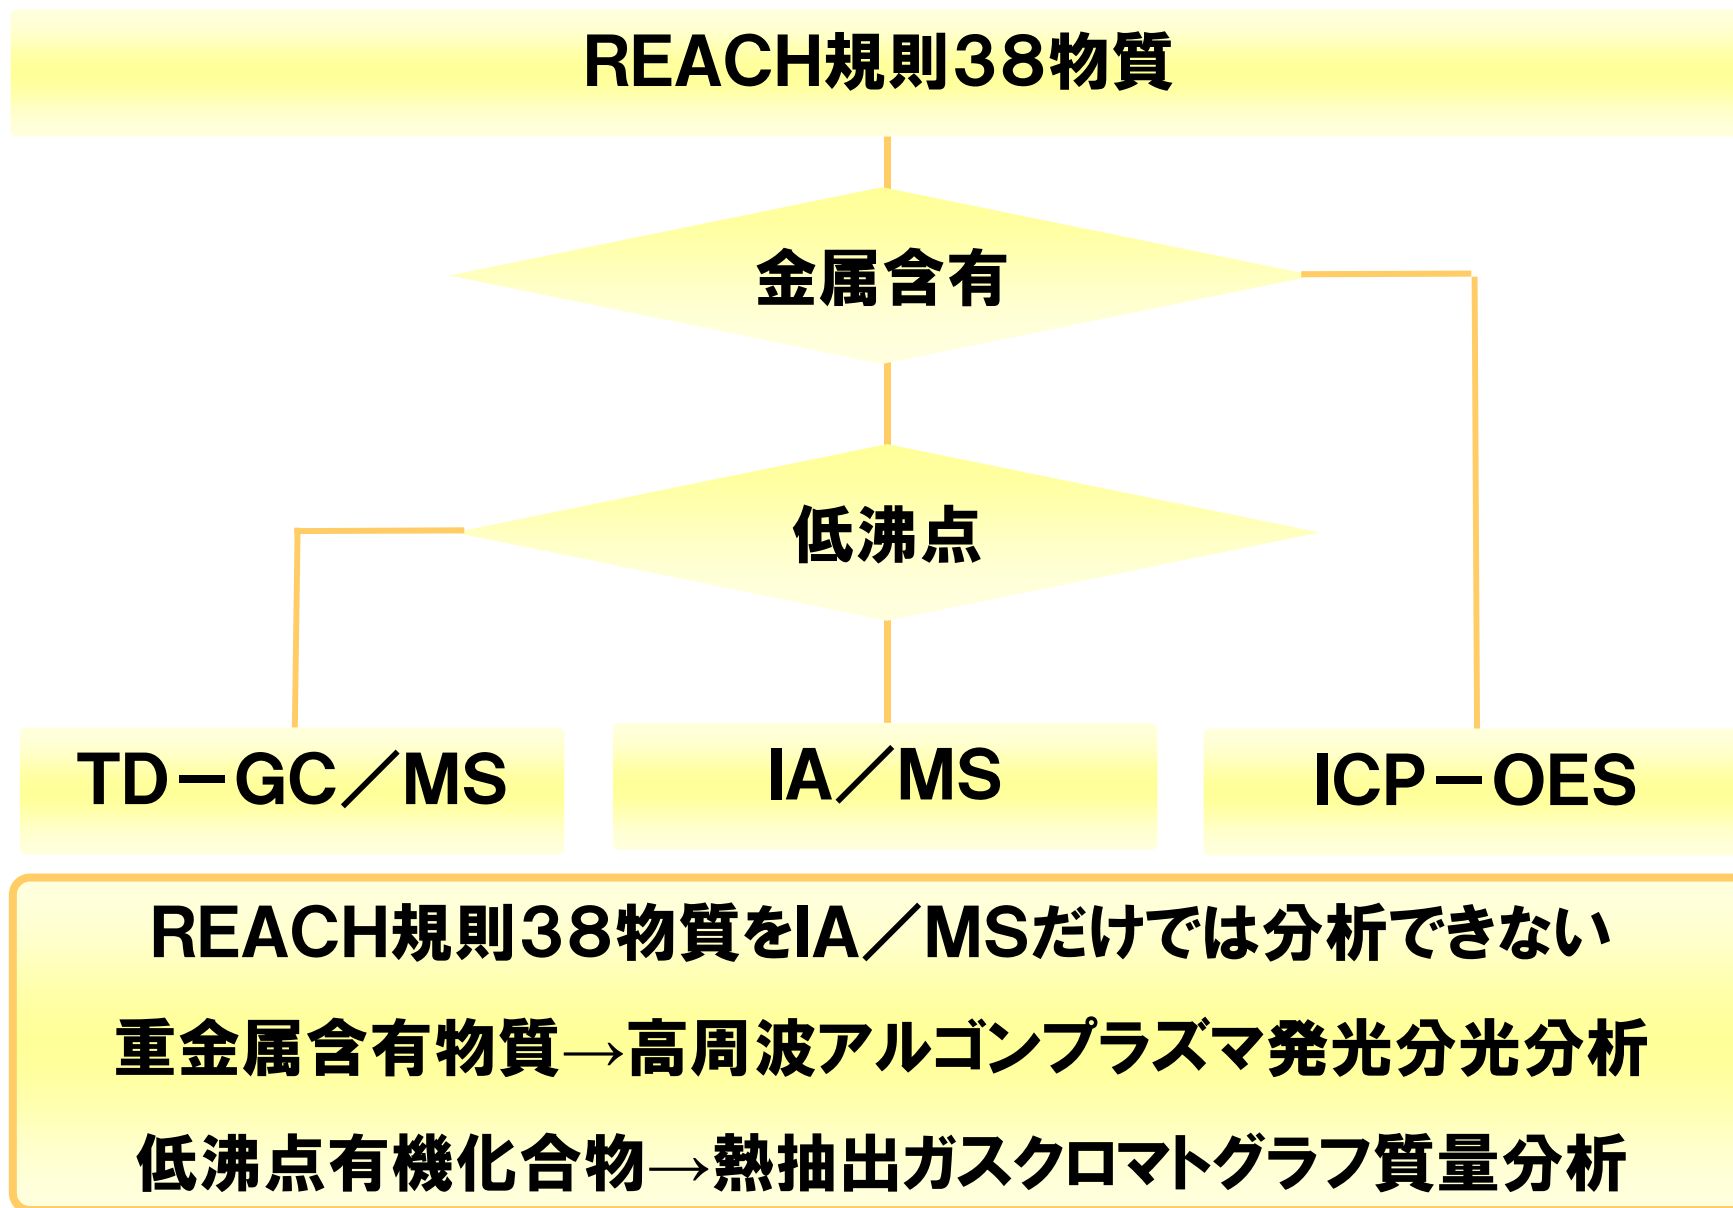 REACH規則38物質
金属含有
低沸点
TD－GC／MS
IA／MS
ICP－OES
REACH規則38物質をIA／MSだけでは分析できない
重金属含有物質→高周波アルゴンプラズマ発光分光分析
低沸点有機化合物→熱抽出ガスクロマトグラフ質量分析